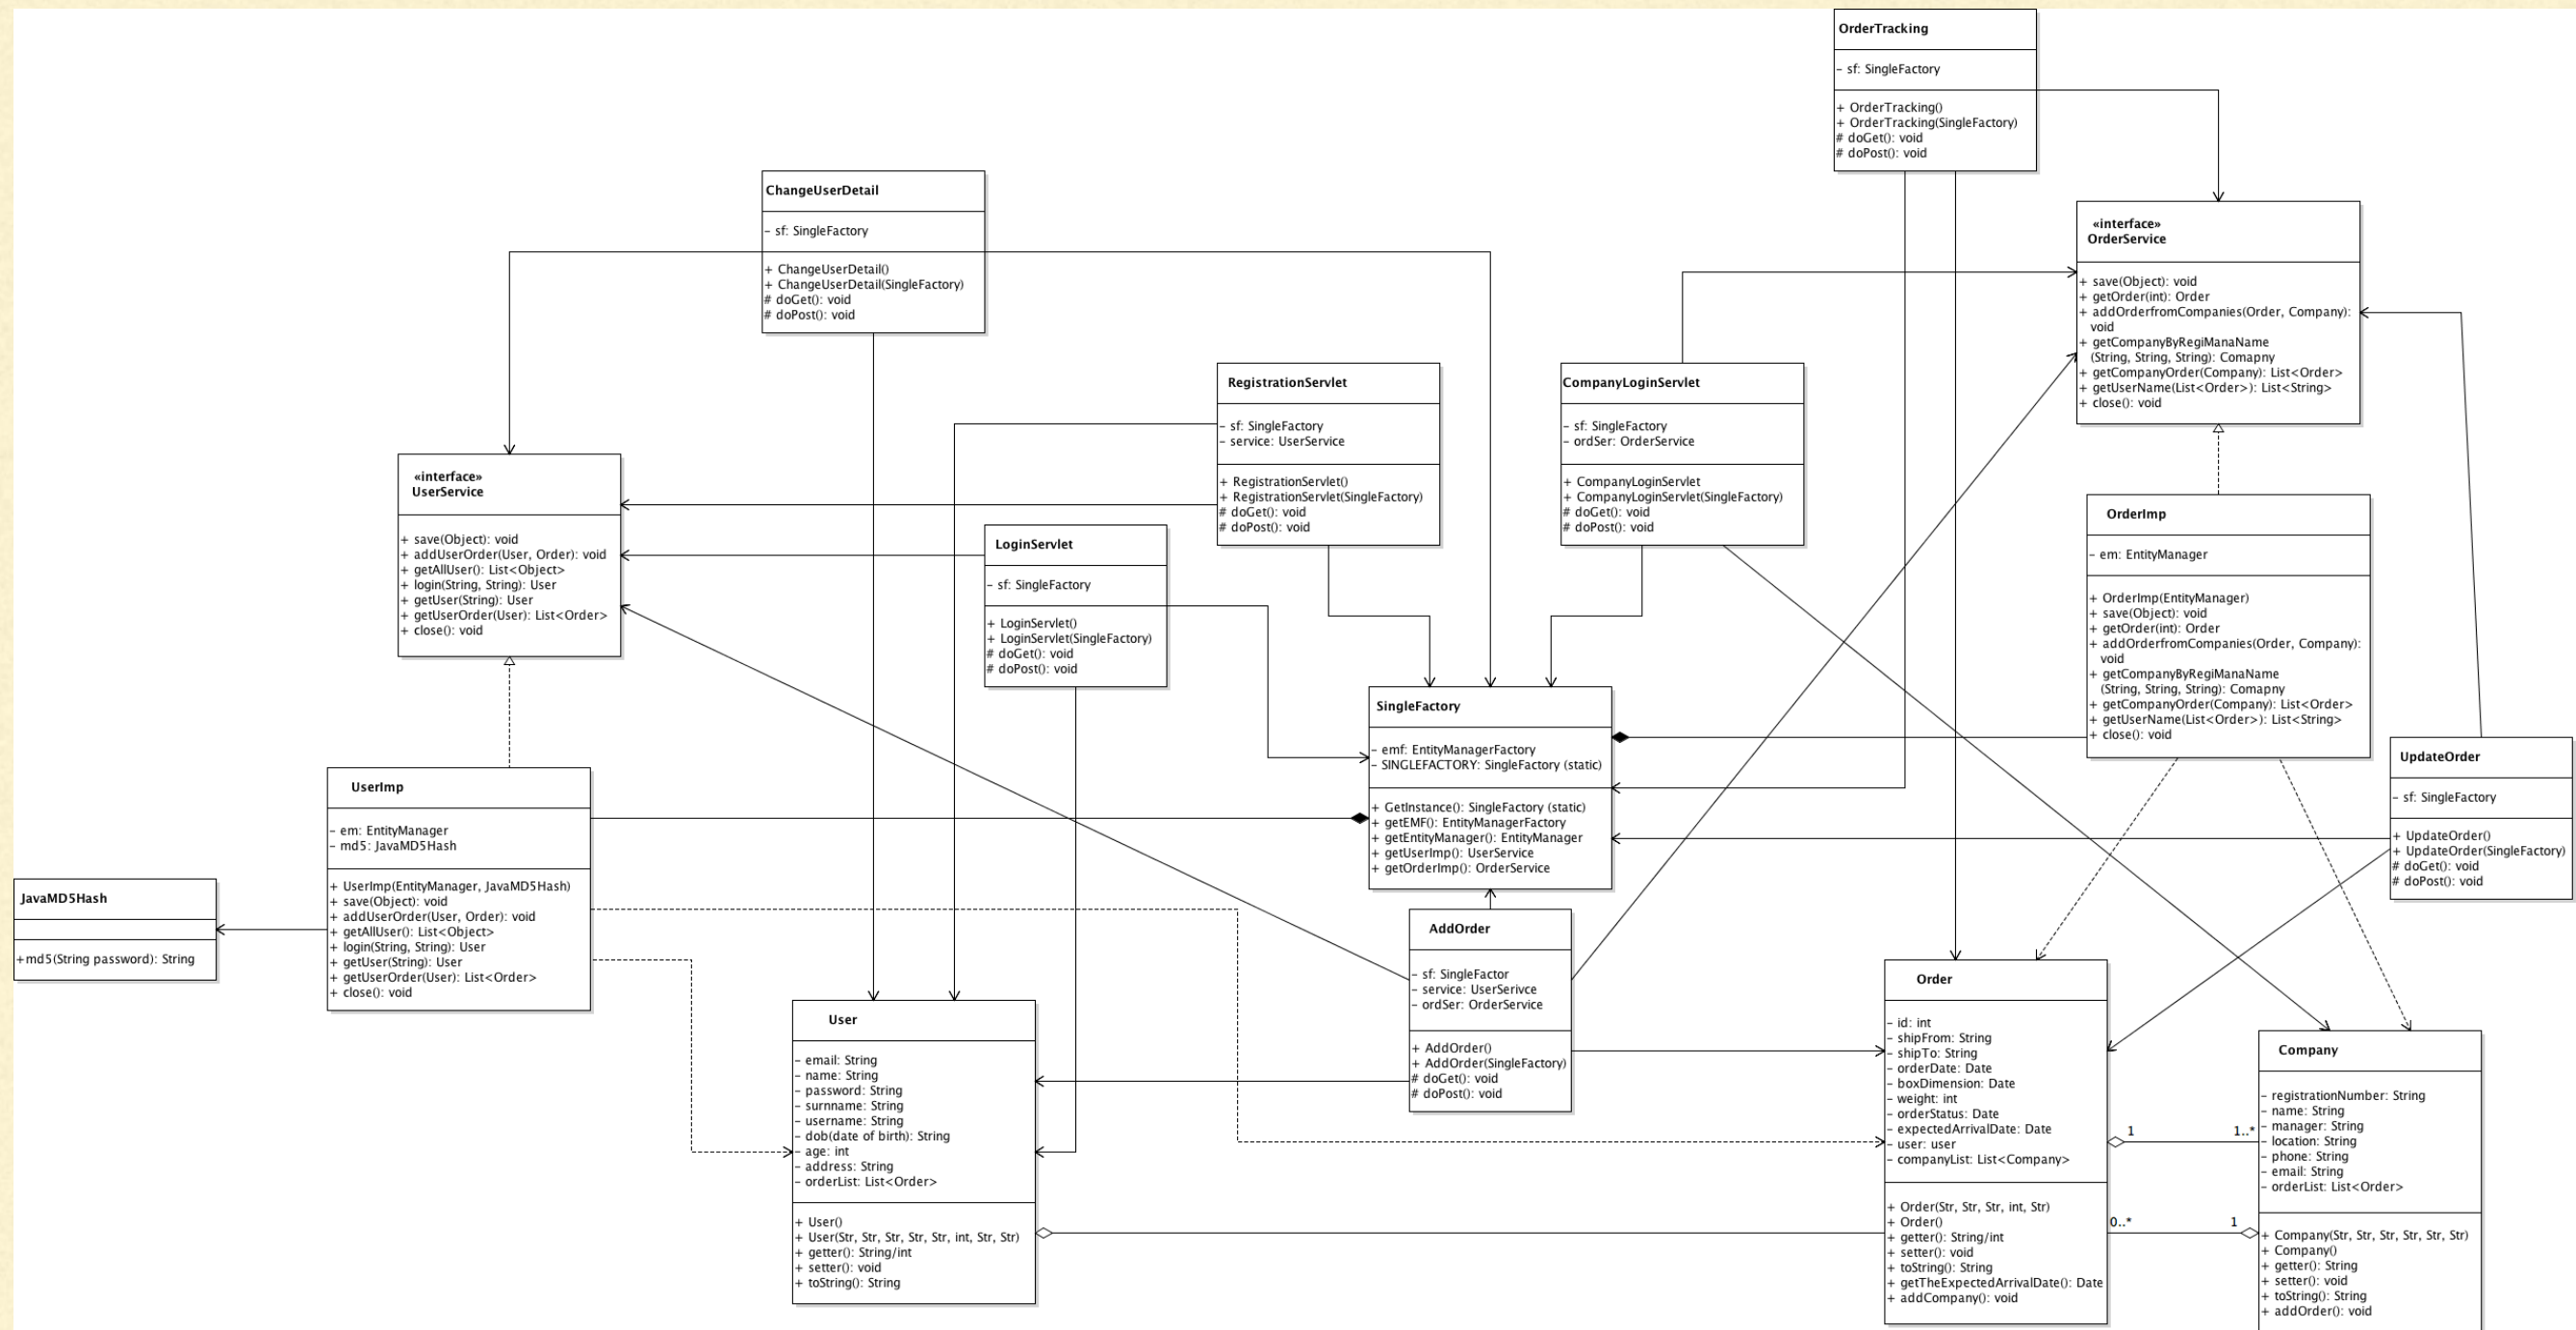 OrderTracking
– sf: SingleFactory
+ OrderTracking()
+ OrderTracking(SingleFactory)
# doGet(): void
# doPost(): void
ChangeUserDetail
– sf: SingleFactory
+ ChangeUserDetail()
+ ChangeUserDetail(SingleFactory)
# doGet(): void
# doPost(): void
«interface»
OrderService
+ save(Object): void
+ getOrder(int): Order
+ addOrderfromCompanies(Order, Company):
void
+ getCompanyByRegiManaName
(String, String, String): Comapny
+ getCompanyOrder(Company): List<Order>
+ getUserName(List<Order>): List<String>
+ close(): void
RegistrationServlet
– sf: SingleFactory
– service: UserService
+ RegistrationServlet()
+ RegistrationServlet(SingleFactory)
# doGet(): void
# doPost(): void
CompanyLoginServlet
– sf: SingleFactory
– ordSer: OrderService
+ CompanyLoginServlet
+ CompanyLoginServlet(SingleFactory)
# doGet(): void
# doPost(): void
«interface»
UserService
+ save(Object): void
+ addUserOrder(User, Order): void
+ getAllUser(): List<Object>
+ login(String, String): User
+ getUser(String): User
+ getUserOrder(User): List<Order>
+ close(): void
LoginServlet
– sf: SingleFactory
+ LoginServlet()
+ LoginServlet(SingleFactory)
# doGet(): void
# doPost(): void
OrderImp
– em: EntityManager
+ OrderImp(EntityManager)
+ save(Object): void
+ getOrder(int): Order
+ addOrderfromCompanies(Order, Company):
void
+ getCompanyByRegiManaName
(String, String, String): Comapny
+ getCompanyOrder(Company): List<Order>
+ getUserName(List<Order>): List<String>
+ close(): void
SingleFactory
– emf: EntityManagerFactory
– SINGLEFACTORY: SingleFactory (static)
+ GetInstance(): SingleFactory (static)
+ getEMF(): EntityManagerFactory
+ getEntityManager(): EntityManager
+ getUserImp(): UserService
+ getOrderImp(): OrderService
UpdateOrder
– sf: SingleFactory
+ UpdateOrder()
+ UpdateOrder(SingleFactory)
# doGet(): void
# doPost(): void
UserImp
– em: EntityManager
– md5: JavaMD5Hash
+ UserImp(EntityManager, JavaMD5Hash)
+ save(Object): void
+ addUserOrder(User, Order): void
+ getAllUser(): List<Object>
+ login(String, String): User
+ getUser(String): User
+ getUserOrder(User): List<Order>
+ close(): void
JavaMD5Hash
+md5(String password): String
AddOrder
– sf: SingleFactor
– service: UserSerivce
– ordSer: OrderService
+ AddOrder()
+ AddOrder(SingleFactory)
# doGet(): void
# doPost(): void
User
– email: String
– name: String
– password: String
– surnname: String
– username: String
– dob(date of birth): String
– age: int
– address: String
– orderList: List<Order>
+ User()
+ User(Str, Str, Str, Str, Str, int, Str, Str)
+ getter(): String/int
+ setter(): void
+ toString(): String
Order
– id: int
– shipFrom: String
– shipTo: String
– orderDate: Date
– boxDimension: Date
– weight: int
– orderStatus: Date
– expectedArrivalDate: Date
– user: user
– companyList: List<Company>
+ Order(Str, Str, Str, int, Str)
+ Order()
+ getter(): String/int
+ setter(): void
+ toString(): String
+ getTheExpectedArrivalDate(): Date
+ addCompany(): void
1 1..*
0..* 1
Company
– registrationNumber: String
– name: String
– manager: String
– location: String
– phone: String
– email: String
– orderList: List<Order>
+ Company(Str, Str, Str, Str, Str, Str)
+ Company()
+ getter(): String
+ setter(): void
+ toString(): String
+ addOrder(): void